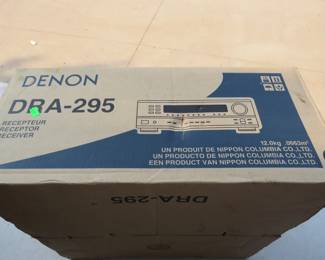 DENON
DRA-295
RECEPTEUR
RECEPTOR
RECEIVER
12.0kg .0663m³
UN PRODUIT DE NIPPON COLUMBIA CO.,LTD.
UN PRODUCTO DE NIPPON COLUMBIA CO.,LTD.
EEN PRODUCT VAN NIPPON COLUMBIA CO.,LTD.
DRA-295